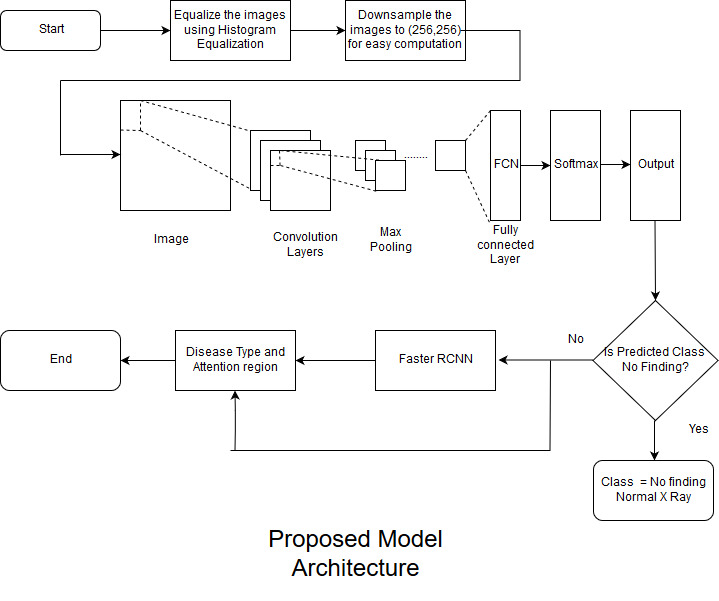 Start
Equalize the images
using Histogram
Equalization
Downsample the
images to (256,256)
for easy computation
Image
Convolution
Layers
Max
Pooling
........
FCN
Fully
connected
Layer
Softmax
Output
Is Predicted Class
No Finding?
No
Yes
Faster RCNN
Disease Type and
Attention region
End
Class = No finding
Normal X Ray
Proposed Model
Architecture